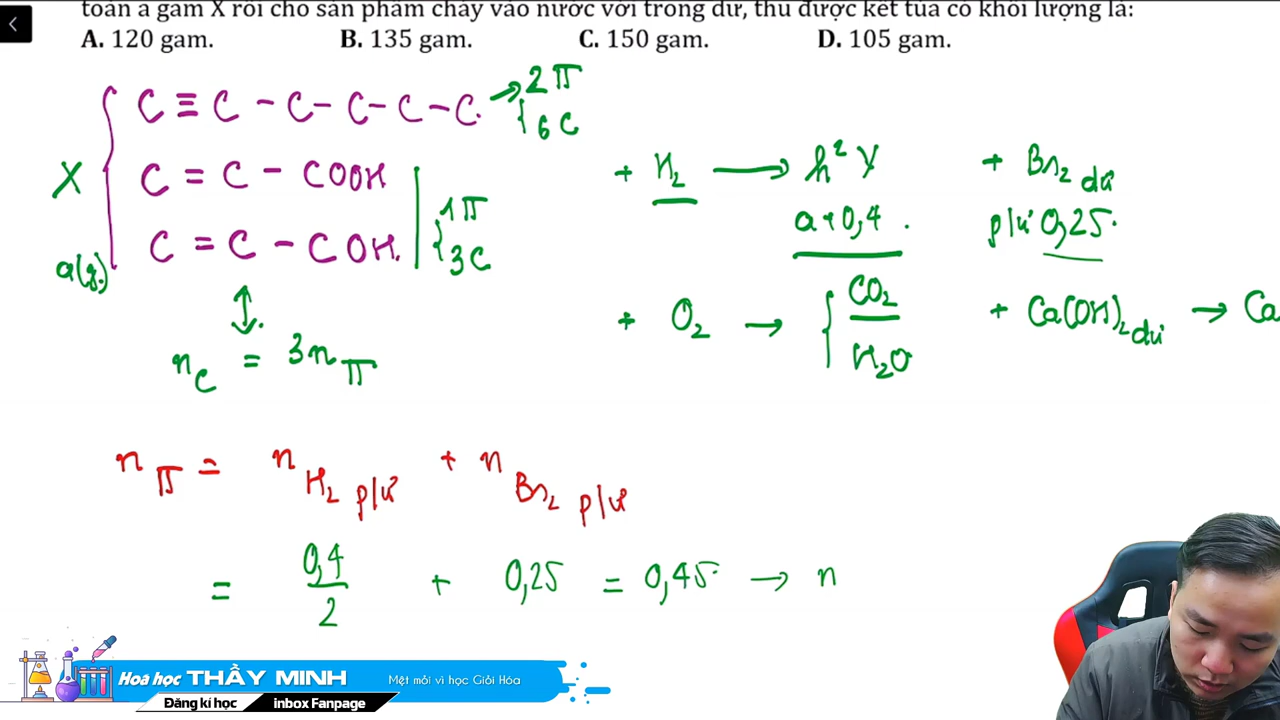 toàn a gam X rồi cho sản phẩm cháy vào nước vôi trong dư, thu được kết tủa có khối lượng là:
A. 120 gam. B. 135 gam. C. 150 gam. D. 105 gam.
C ≡ C - C - C - C - C → 2π
6C
X
C = C - COOH
C = C - COH
1π
3C
a(g)
n_C = 3n_π
+ H₂ → h² Y + Br₂ dư
a + 0,4 p/ứ 0,25
+ O₂ → { CO₂ + Ca(OH)₂ dư → Ca
H₂O
n_π = n_H₂ p/ứ + n_Br₂ p/ứ
= 0,4/2 + 0,25 = 0,45 → n
Hoá học THẦY MINH
Mệt mỏi vì học Giỏi Hóa
Đăng kí học inbox Fanpage